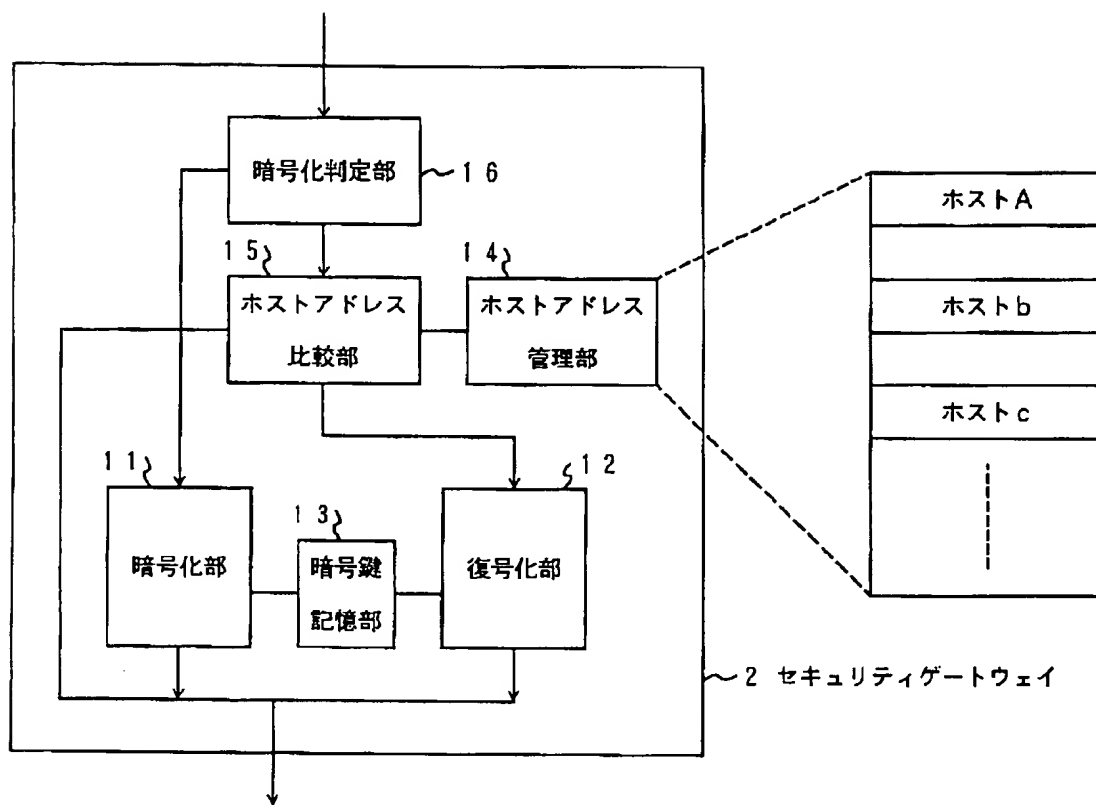 暗号化判定部
16
15
14
ホストアドレス
比較部
ホストアドレス
管理部
ホストA
ホストb
ホストc
11
12
13
暗号化部
暗号鍵
記憶部
復号化部
2 セキュリティゲートウェイ